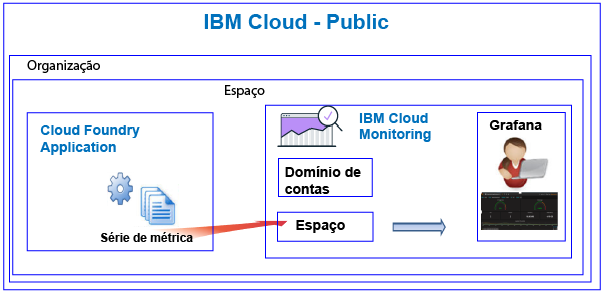 IBM Cloud - Public
Organização
Espaço
Cloud Foundry
Application
Série de métrica
IBM Cloud
Monitoring
Domínio de
contas
Espaço
Grafana